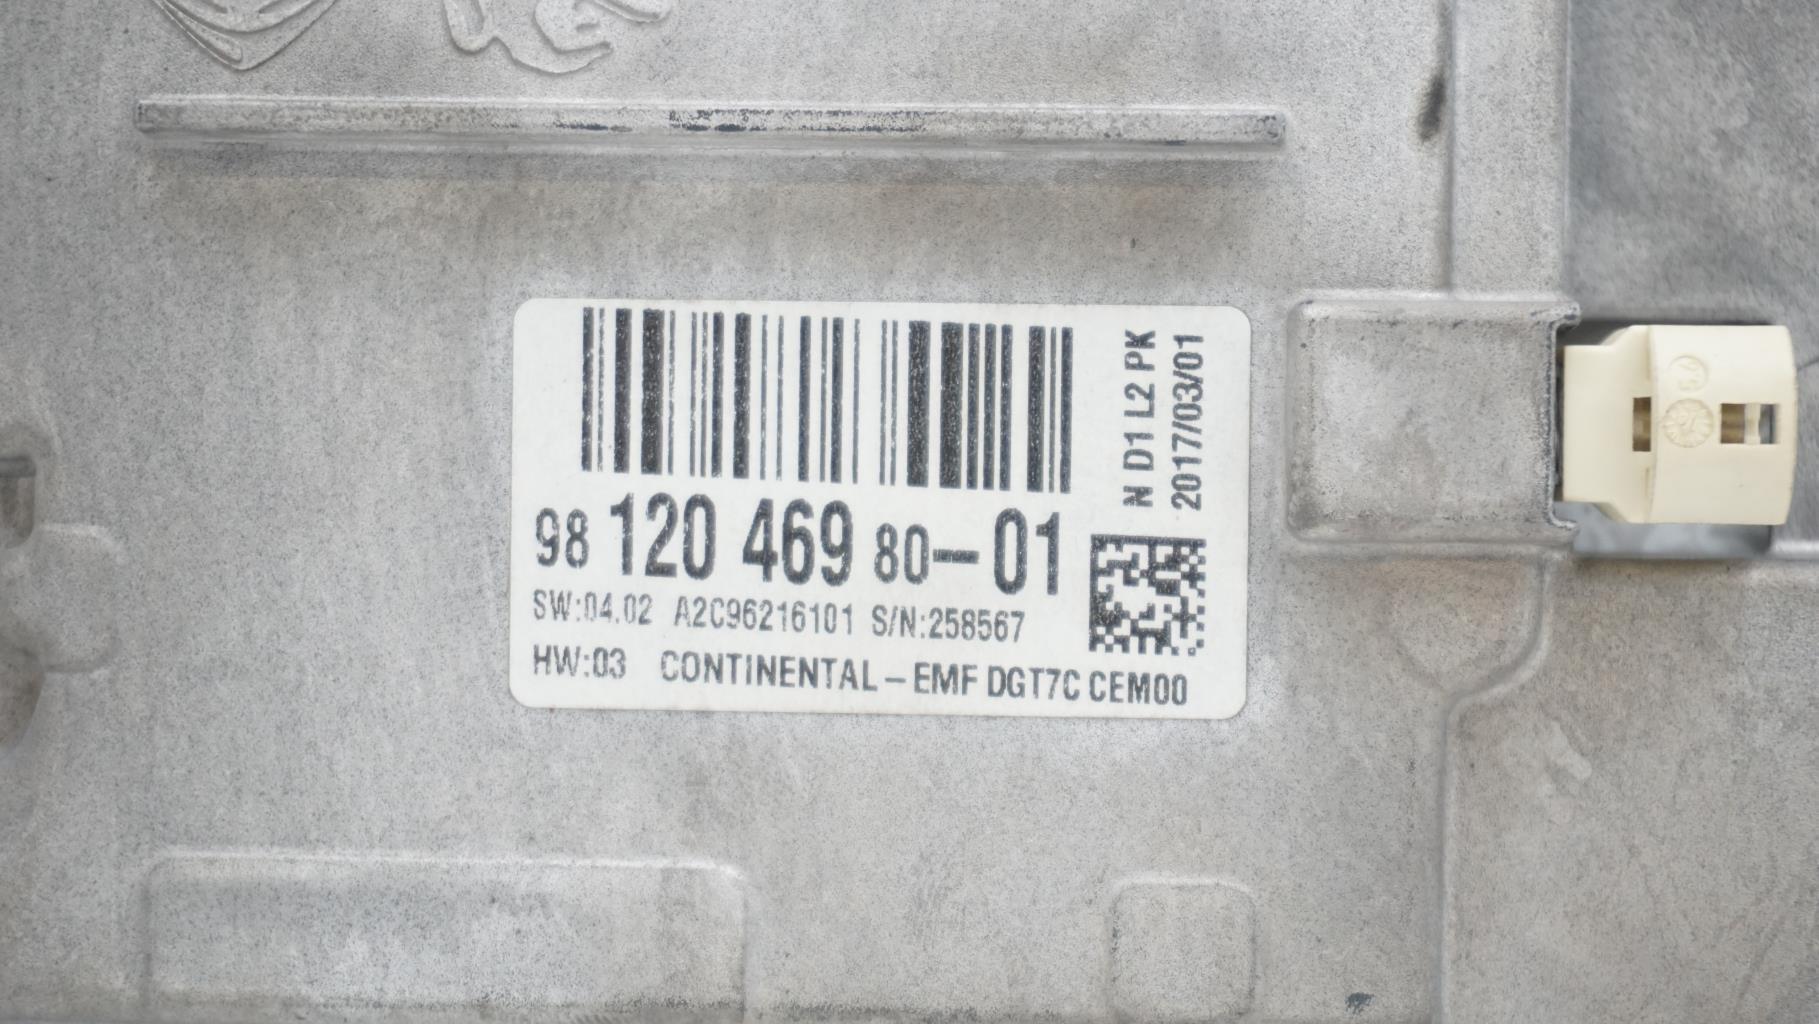 98 120 469 80-01
SW:04.02 A2C96216101 S/N:258567
HW:03 CONTINENTAL-EMF DGT7C CEM00
N D1 L2 PK
2017/03/01